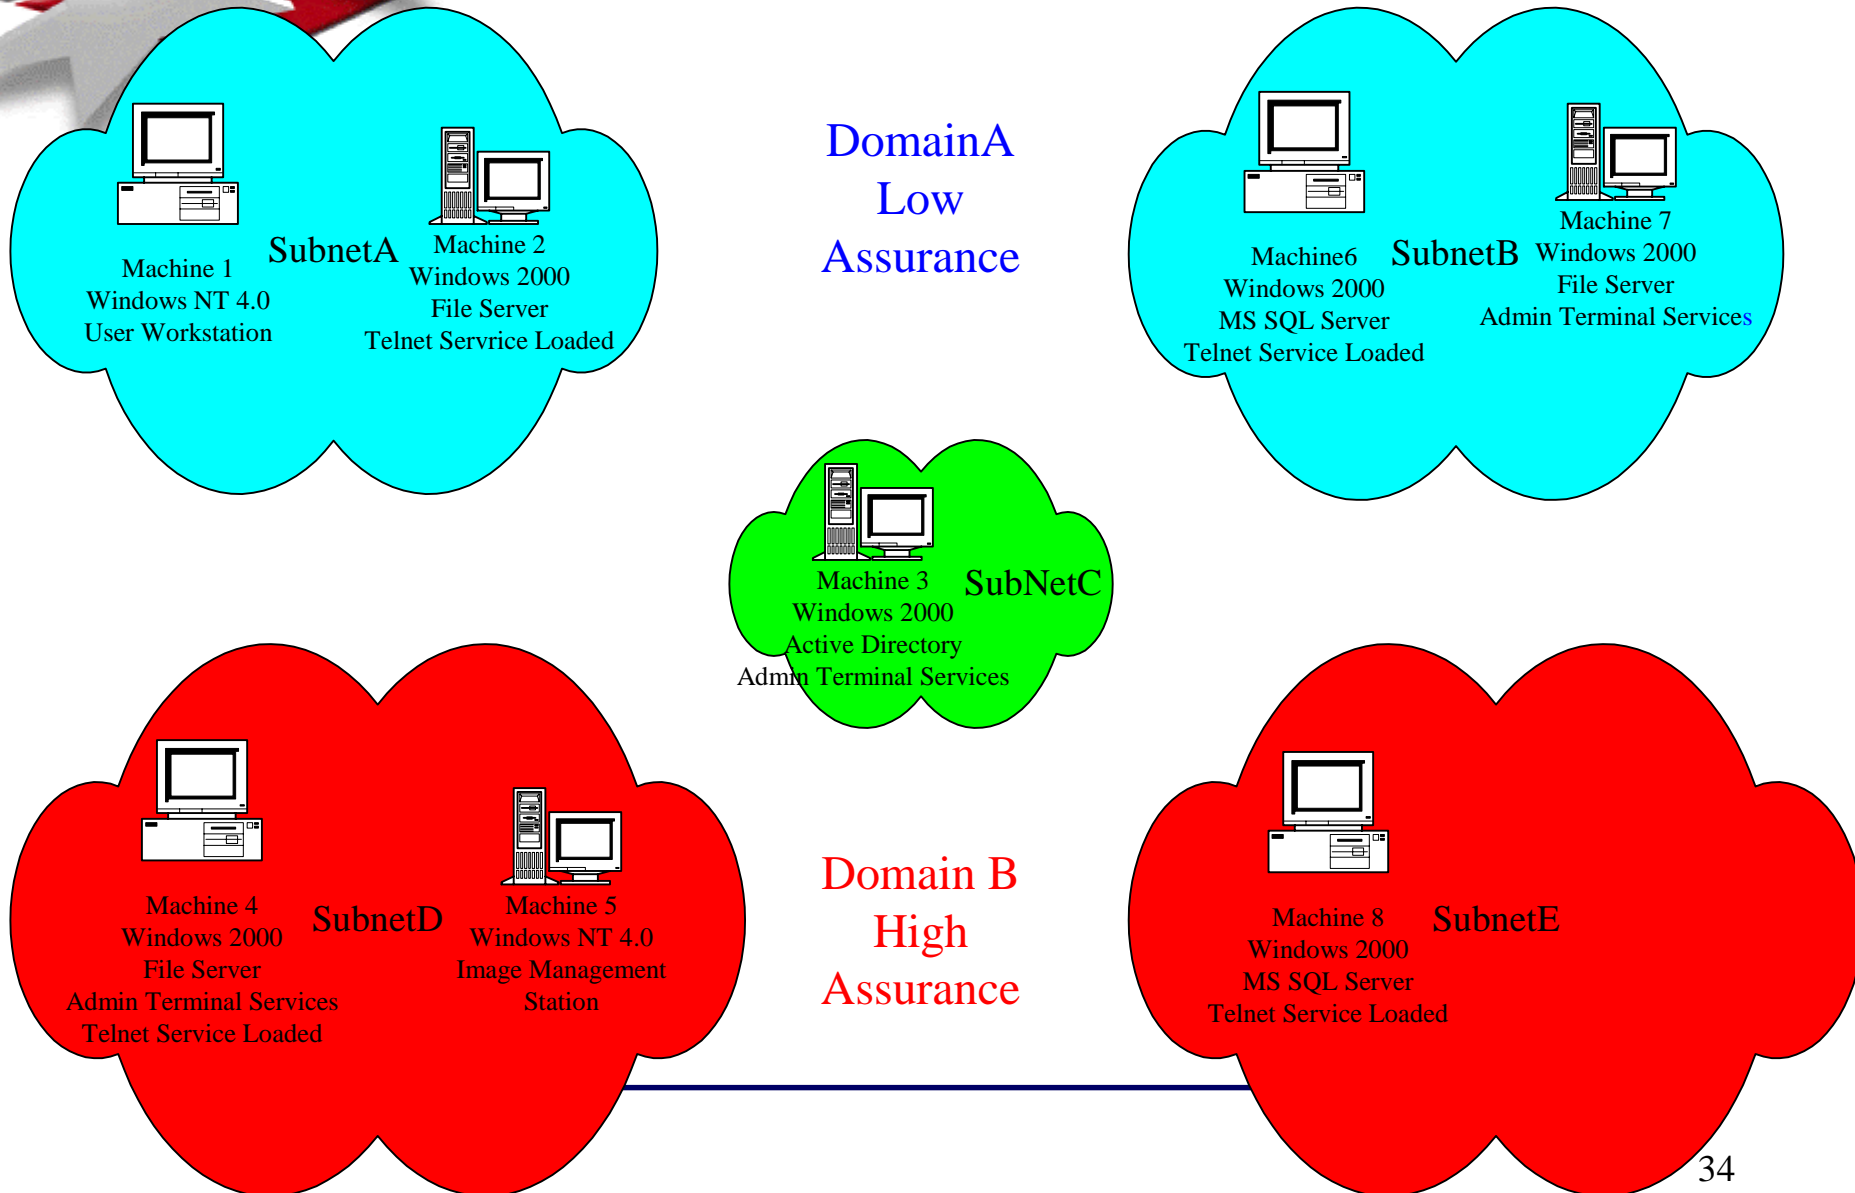 Machine 1
Windows NT 4.0
User Workstation
SubnetA
Machine 2
Windows 2000
File Server
Telnet Servrice Loaded
DomainA
Low
Assurance
Machine6
Windows 2000
MS SQL Server
Telnet Service Loaded
SubnetB
Machine 7
Windows 2000
File Server
Admin Terminal Services
Machine 3
Windows 2000
Active Directory
Admin Terminal Services
SubNetC
Machine 4
Windows 2000
File Server
Admin Terminal Services
Telnet Service Loaded
SubnetD
Machine 5
Windows NT 4.0
Image Management
Station
Domain B
High
Assurance
Machine 8
Windows 2000
MS SQL Server
Telnet Service Loaded
SubnetE
34